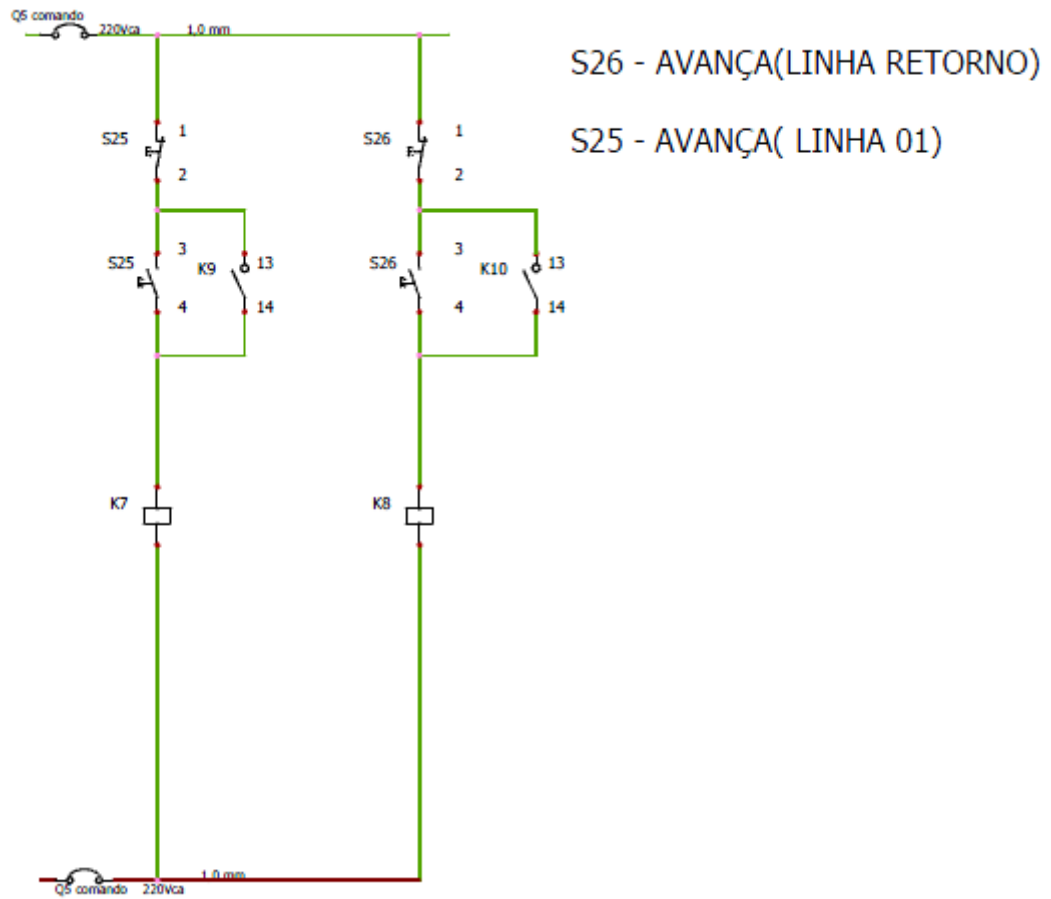 Q5 comando
220Vca
1,0 mm
S26 - AVANÇA(LINHA RETORNO)
S25 - AVANÇA( LINHA 01)
S25
1
2
S26
1
2
S25
3
4
K9
13
14
S26
3
4
K10
13
14
K7
K8
1,0 mm
Q5 comando
220Vca